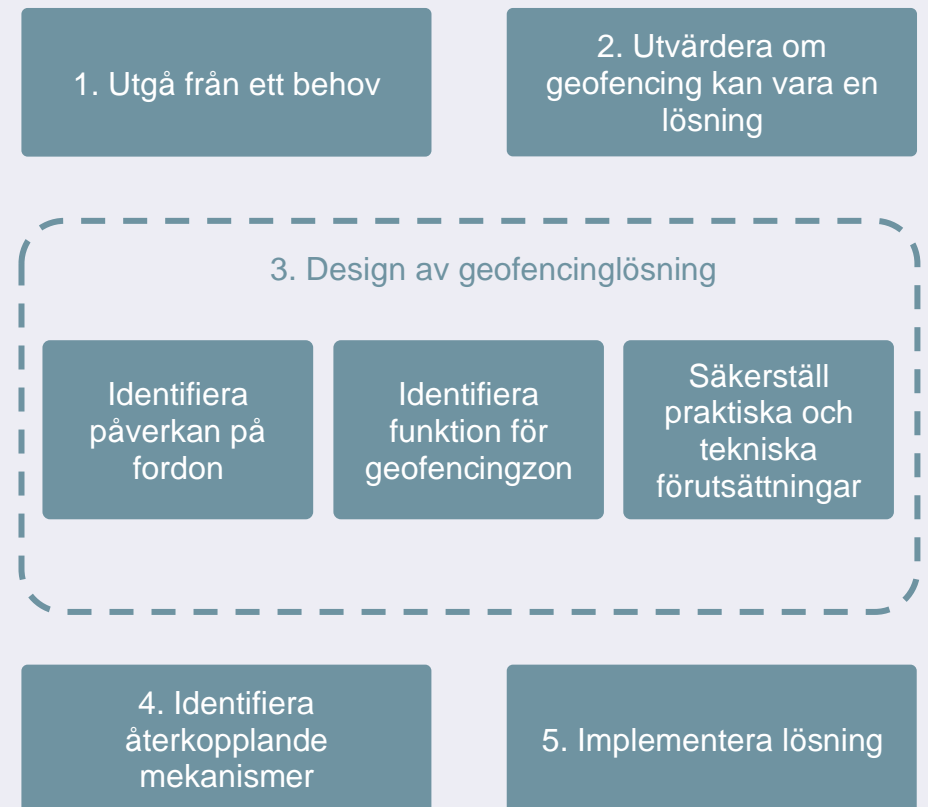 1. Utgå från ett behov
2. Utvärdera om
geofencing kan vara en
lösning
3. Design av geofencinglösning
Identifiera
påverkan på
fordon
Identifiera
funktion för
geofencingzon
Säkerställ
praktiska och
tekniska
förutsättningar
4. Identifiera
återkopplande
mekanismer
5. Implementera lösning